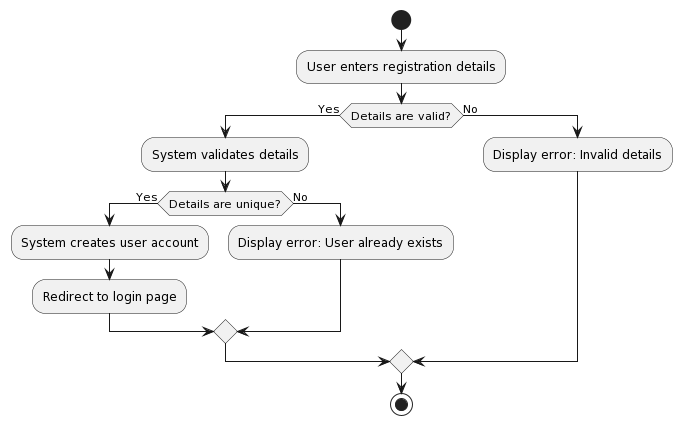 User enters registration details
Yes
Details are valid?
No
System validates details
Display error: Invalid details
Yes
Details are unique?
No
System creates user account
Display error: User already exists
Redirect to login page